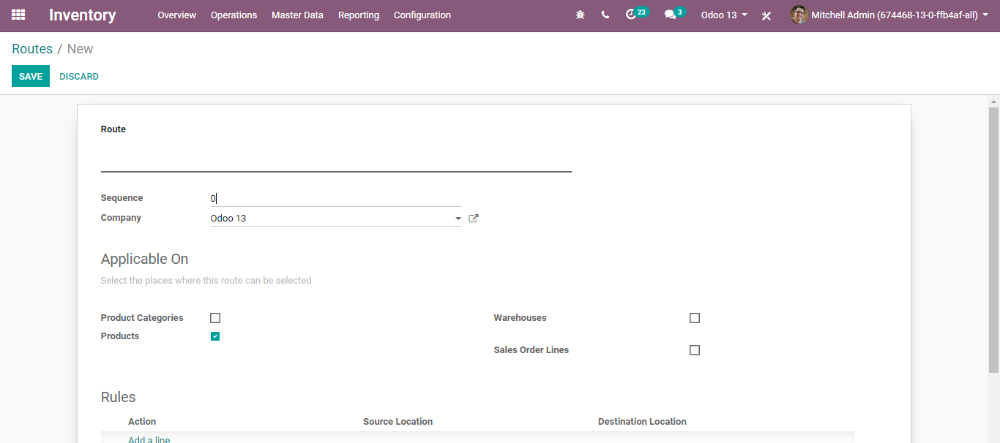 Inventory Overview Operations Master Data Reporting Configuration 23 3 Odoo 13 Mitchell Admin (674468-13-0-ffb4af-all)
Routes / New
SAVE DISCARD
Route
Sequence 0
Company Odoo 13
Applicable On
Select the places where this route can be selected
Product Categories Warehouses
Products
Sales Order Lines
Rules
Action Source Location Destination Location
Add a line